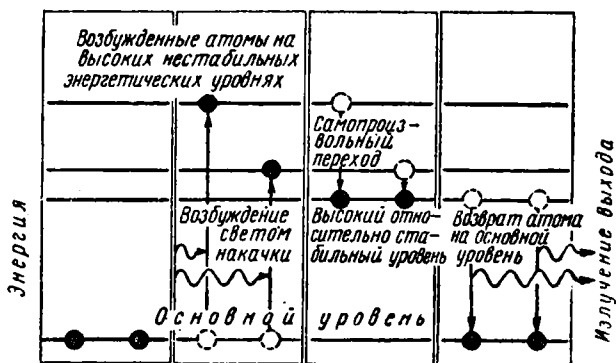 Возбужденные атомы на
высоких нестабильных
энергетических уровнях
Самопроиз-
вольный
переход
Возбуждение
светом
накачки
Высокий отно-
сительно ста-
бильный уровень
Возврат атома
на основной
уровень
Основной уровень
Энергия
Излучение выхода